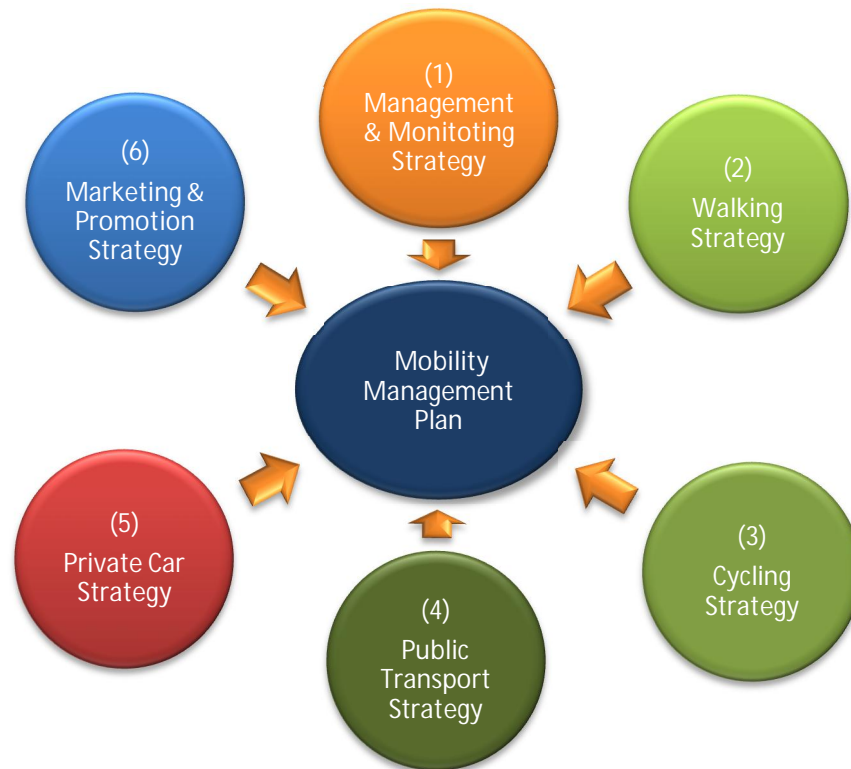 (1)
Management
& Monitoting
Strategy
(2)
Walking
Strategy
(3)
Cycling
Strategy
(4)
Public
Transport
Strategy
(5)
Private Car
Strategy
(6)
Marketing &
Promotion
Strategy
Mobility
Management
Plan